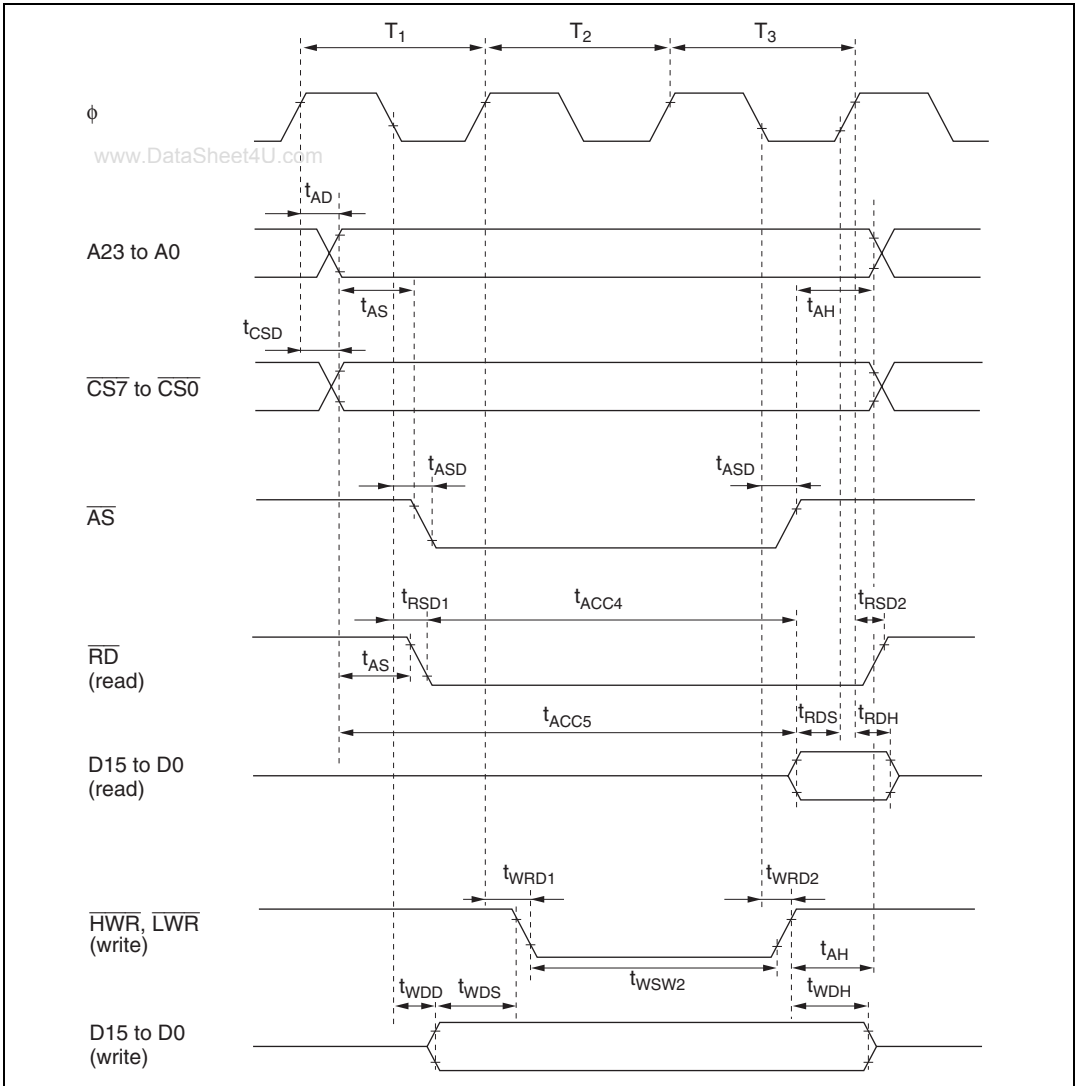 T1 T2 T3
ϕ
www.DataSheet4U.com
tAD
A23 to A0
tAS tAH
tCSD
CS7 to CS0
tASD tASD
AS
tRSD1 tACC4 tRSD2
RD
(read)
tAS
tACC5 tRDS tRDH
D15 to D0
(read)
tWRD1 tWRD2
HWR, LWR
(write)
tAH
tWSW2
tWDD tWDS tWDH
D15 to D0
(write)